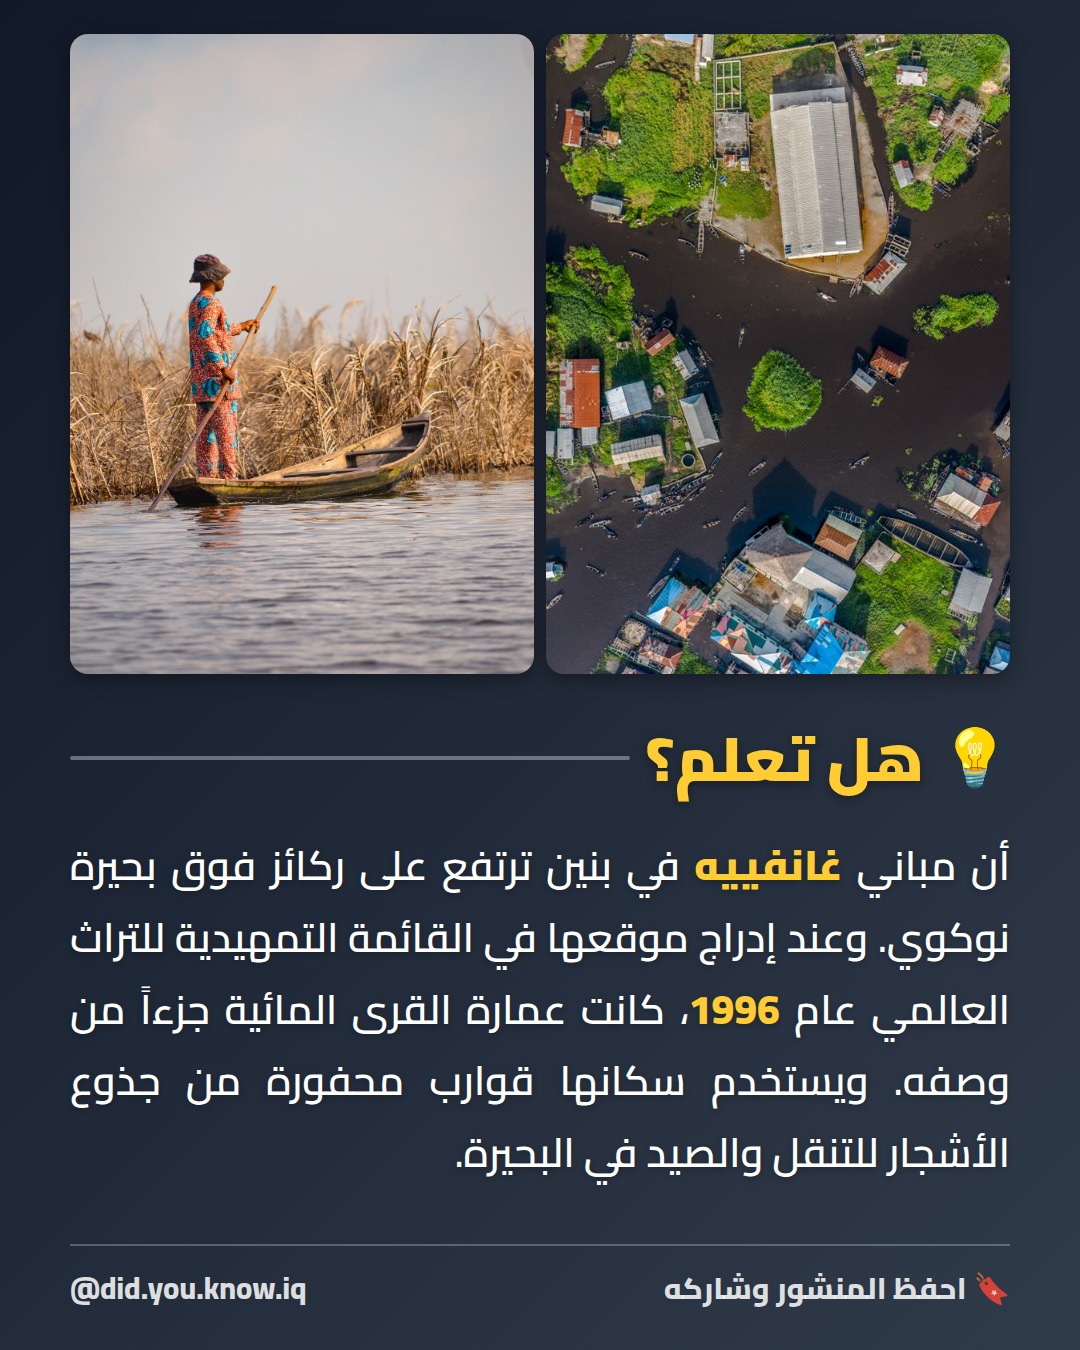 هل تعلم؟
أن مباني غانفييه في بنين ترتفع على ركائز فوق بحيرة
نوكوي. وعند إدراج موقعها في القائمة التمهيدية للتراث
العالمي عام 1996، كانت عمارة القرى المائية جزءاً من
وصفه. ويستخدم سكانها قوارب محفورة من جذوع
الأشجار للتنقل والصيد في البحيرة.
احفظ المنشور وشاركه
@did.you.know.iq